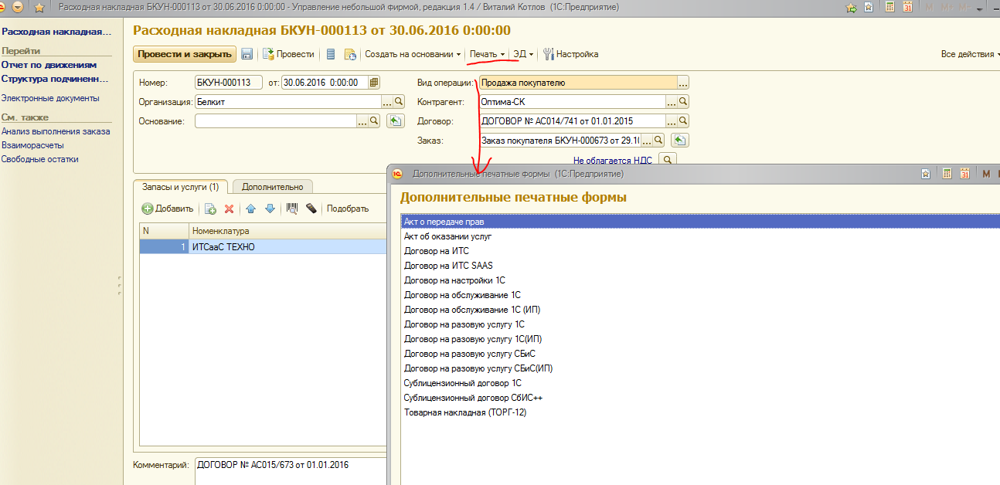 Расходная накладная БКУН-000113 от 30.06.2016 0:00:00 - Управление небольшой фирмой, редакция 1.4 / Виталий Котлов (1С:Предприятие)
31 M M+ M-
Расходная накладная...
Перейти
Отчет по движениям
Структура подчиненн...
Электронные документы
См. также
Анализ выполнения заказа
Взаиморасчеты
Свободные остатки
Расходная накладная БКУН-000113 от 30.06.2016 0:00:00
Провести и закрыть Провести Создать на основании Печать ЭД Настройка Все действия
Номер: БКУН-000113 от: 30.06.2016 0:00:00 Вид операции: Продажа покупателю ...
Организация: Белкит ... Контрагент: Оптима-СК ...
Основание: ... Договор: ДОГОВОР № АС014/741 от 01.01.2015 ...
Заказ: Заказ покупателя БКУН-000673 от 29.10 ...
Не облагается НДС
Запасы и услуги (1) Дополнительно
Добавить Подобрать
N Номенклатура
1 ИТСааС ТЕХНО
Комментарий: ДОГОВОР № АС015/673 от 01.01.2016
1С Дополнительные печатные формы (1С:Предприятие) 31 M
Дополнительные печатные формы
Акт о передаче прав
Акт об оказании услуг
Договор на ИТС
Договор на ИТС SAAS
Договор на настройки 1С
Договор на обслуживание 1С
Договор на обслуживание 1С (ИП)
Договор на разовую услугу 1С
Договор на разовую услугу 1С(ИП)
Договор на разовую услугу СБиС
Договор на разовую услугу СБиС(ИП)
Сублицензионный договор 1С
Сублицензионный договор СбИС++
Товарная накладная (ТОРГ-12)